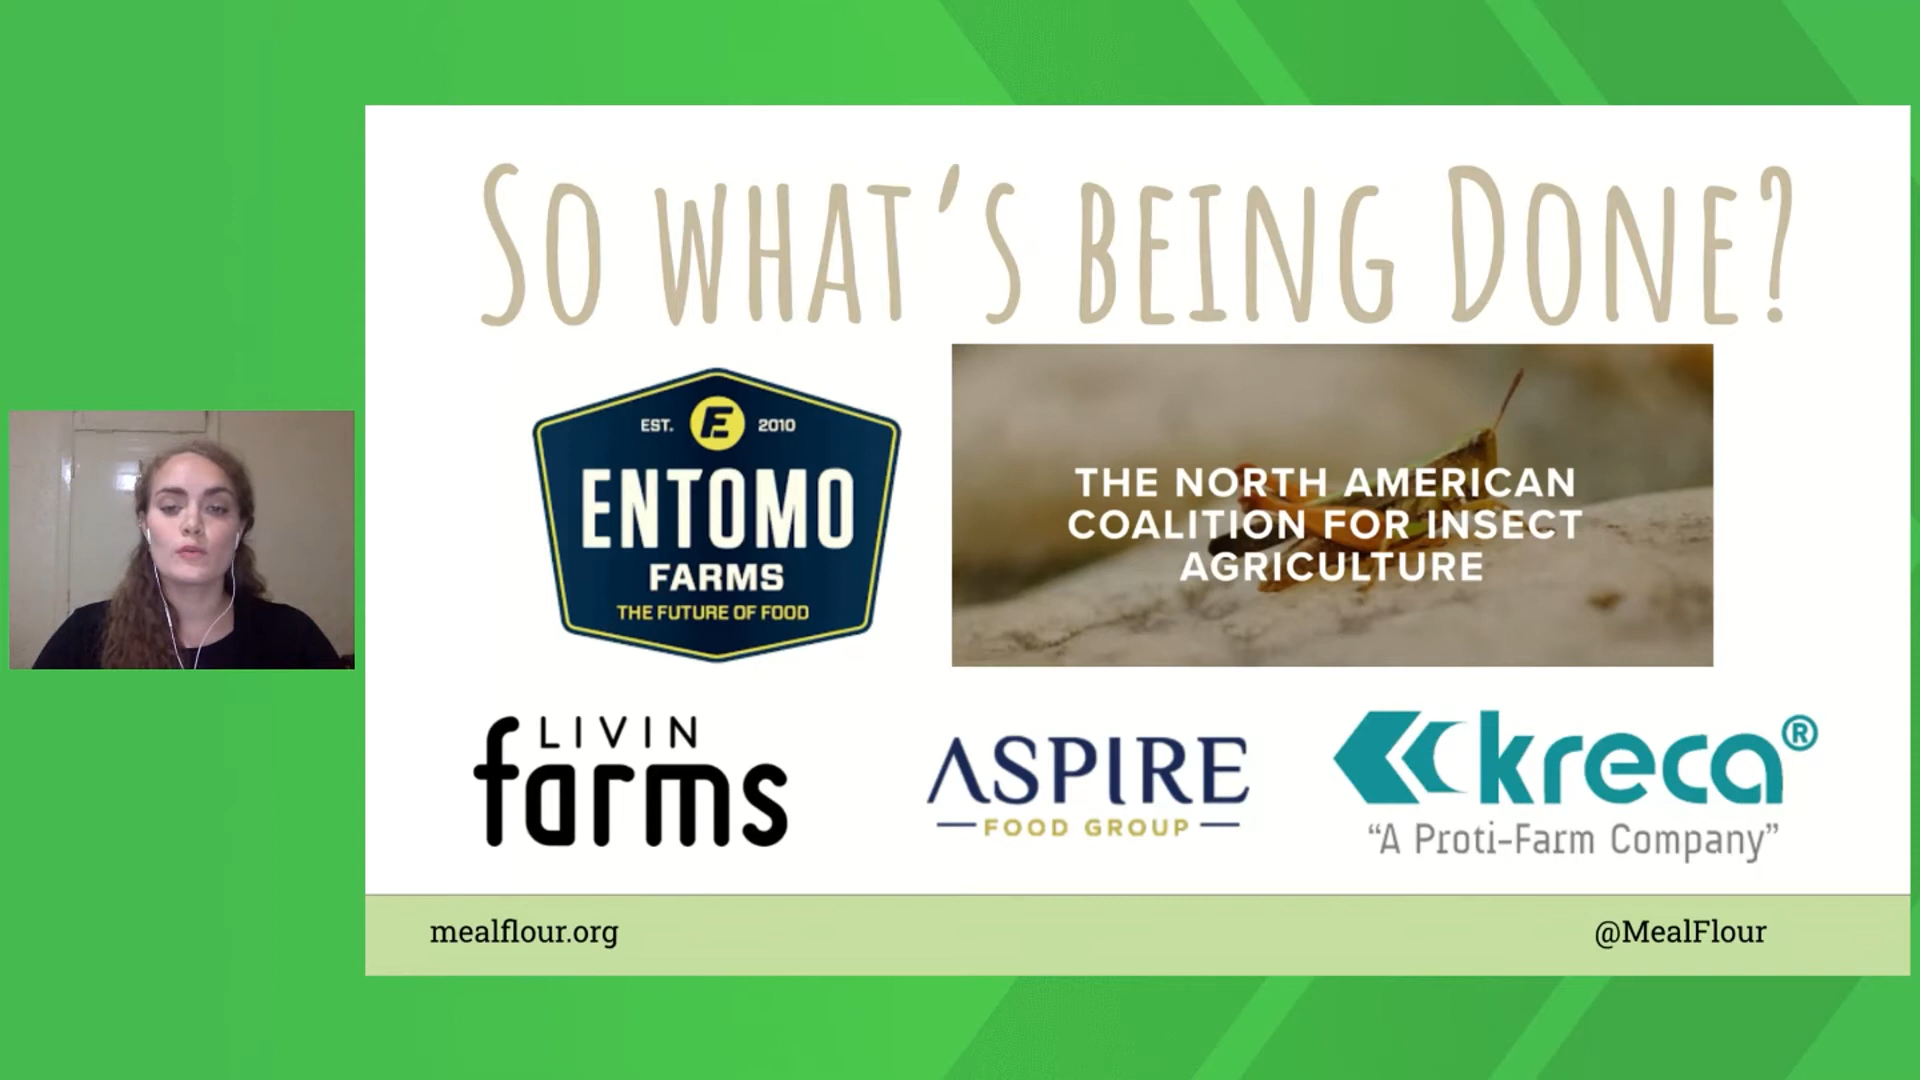 So what's being Done?
EST. E 2010
ENTOMO
FARMS
THE FUTURE OF FOOD
THE NORTH AMERICAN
COALITION FOR INSECT
AGRICULTURE
LIVIN
farms
ASPIRE
FOOD GROUP
kreca®
“A Proti-Farm Company”
mealflour.org
@MealFlour